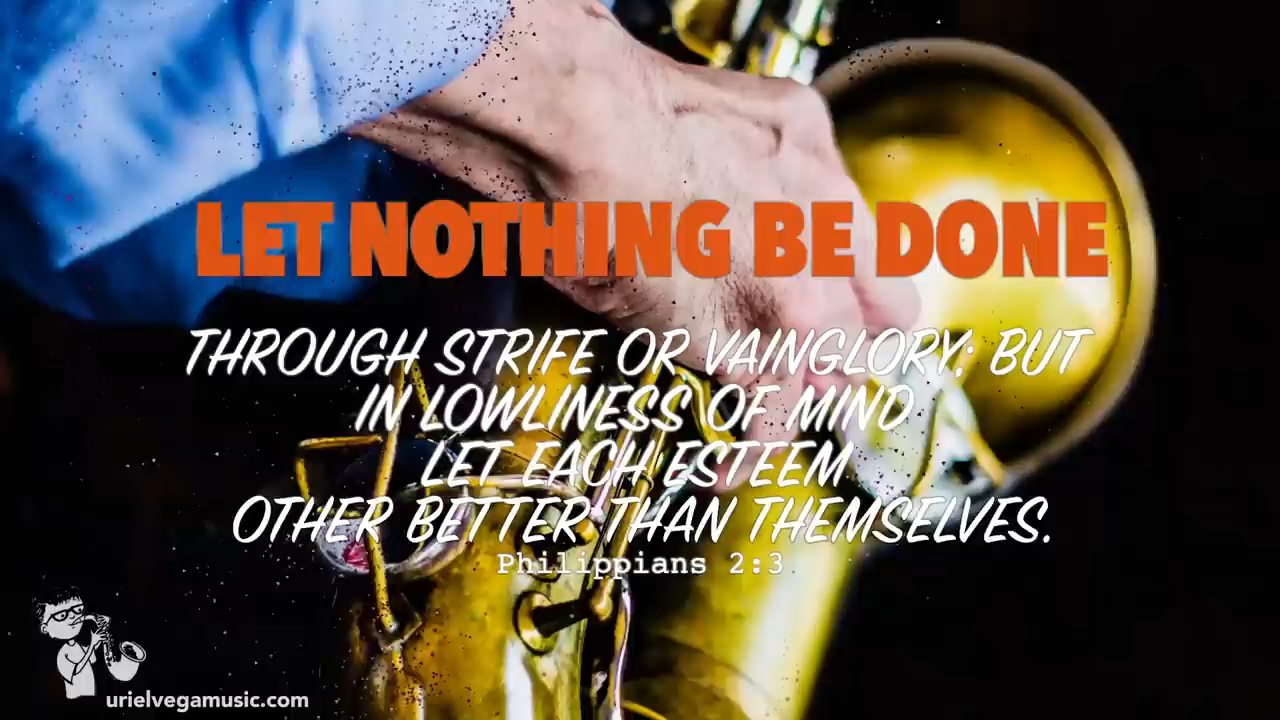 LET NOTHING BE DONE
THROUGH STRIFE OR VAINGLORY; BUT
IN LOWLINESS OF MIND
LET EACH ESTEEM
OTHER BETTER THAN THEMSELVES.
Philippians 2:3
urielvegamusic.com